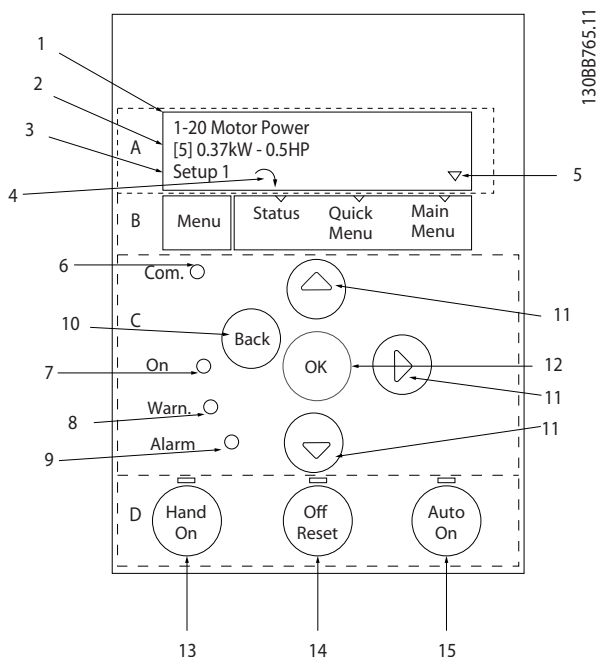 130BB765.11
1
2
3
4
A
1-20 Motor Power
[5] 0.37kW - 0.5HP
Setup 1
5
B
Menu
Status
Quick
Menu
Main
Menu
6
Com.
10
C
Back
11
OK
12
7
On
11
8
Warn.
11
9
Alarm
D
Hand
On
Off
Reset
Auto
On
13
14
15